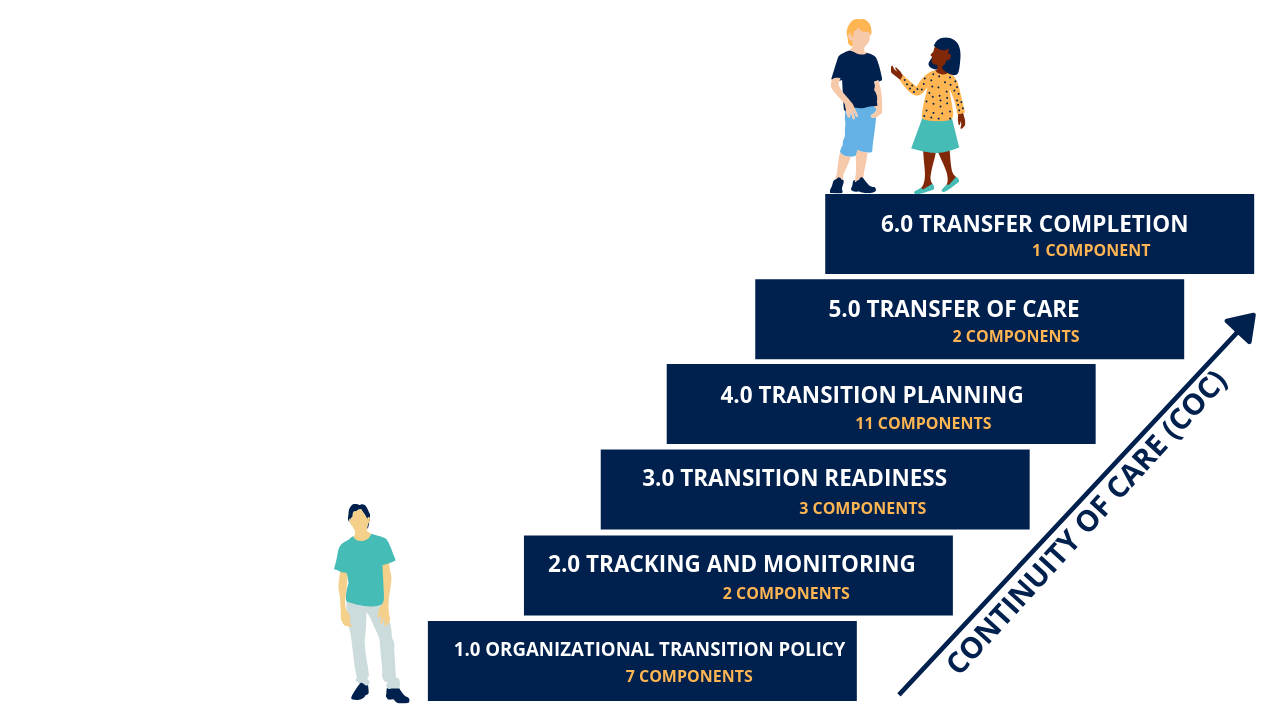 6.0 TRANSFER COMPLETION
1 COMPONENT
5.0 TRANSFER OF CARE
2 COMPONENTS
4.0 TRANSITION PLANNING
11 COMPONENTS
3.0 TRANSITION READINESS
3 COMPONENTS
2.0 TRACKING AND MONITORING
2 COMPONENTS
1.0 ORGANIZATIONAL TRANSITION POLICY
7 COMPONENTS
CONTINUITY OF CARE (COC)